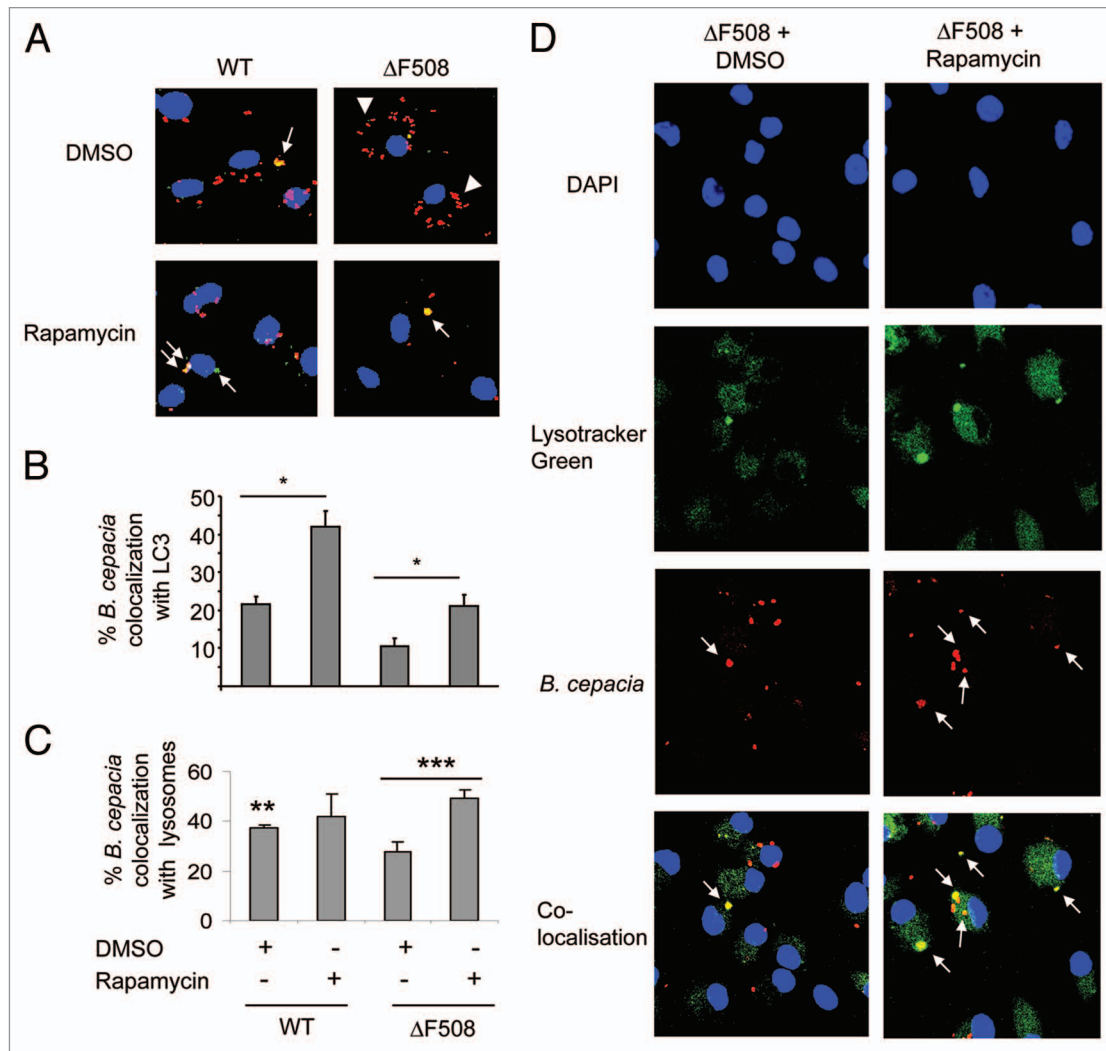 A
WT
ΔF508
DMSO
Rapamycin
B
% B. cepacia
colocalization
with LC3
50
40
30
20
10
*
*
C
% B. cepacia
colocalization
with lysosomes
60
40
20
0
**
***
DMSO + - + -
Rapamycin - + - +
WT
ΔF508
D
ΔF508 +
DMSO
ΔF508 +
Rapamycin
DAPI
Lysotracker
Green
B. cepacia
Co-
localisation